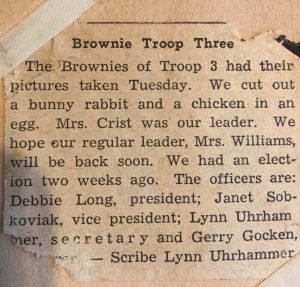 Brownie Troop Three
The Brownies of Troop 3 had their
pictures taken Tuesday. We cut out
a bunny rabbit and a chicken in an
egg. Mrs. Crist was our leader. We
hope our regular leader, Mrs. Williams,
will be back soon. We had an elect-
ion two weeks ago. The officers are:
Debbie Long, president; Janet Sob-
koviak, vice president; Lynn Uhrham
mer, secretary and Gerry Gocken,
— Scribe Lynn Uhrhammer